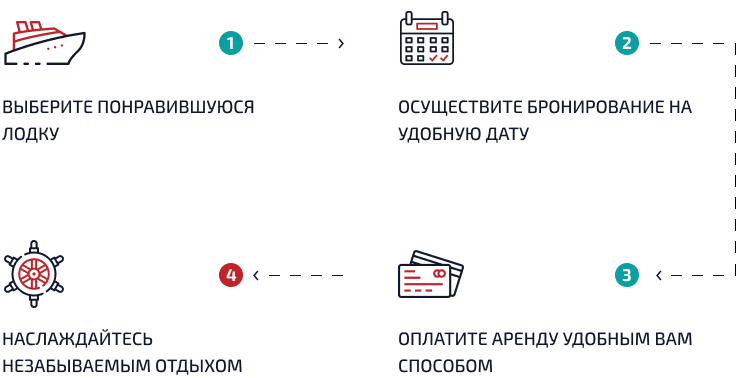 1
ВЫБЕРИТЕ ПОНРАВИВШУЮСЯ
ЛОДКУ
2
ОСУЩЕСТВИТЕ БРОНИРОВАНИЕ НА
УДОБНУЮ ДАТУ
3
ОПЛАТИТЕ АРЕНДУ УДОБНЫМ ВАМ
СПОСОБОМ
4
НАСЛАЖДАЙТЕСЬ
НЕЗАБЫВАЕМЫМ ОТДЫХОМ